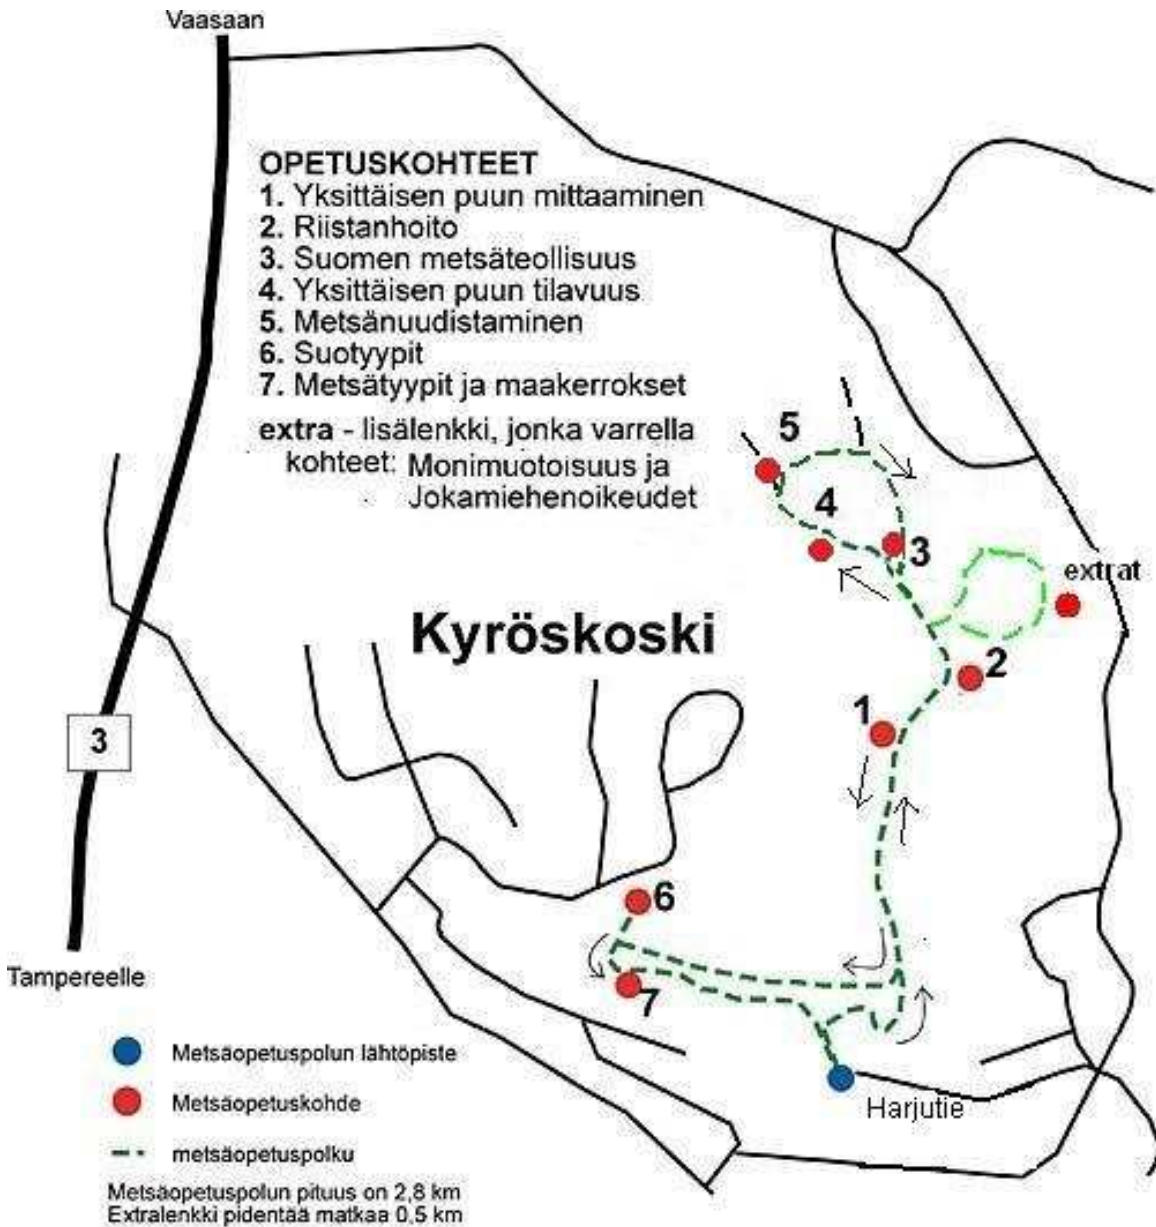 Vaasaan
OPETUSKOHTEET
1. Yksittäisen puun mittaaminen
2. Riistanhoito
3. Suomen metsäteollisuus
4. Yksittäisen puun tilavuus
5. Metsänuudistaminen
6. Suotyypit
7. Metsätyypit ja maakerrokset
extra - lisälenkki, jonka varrella
kohteet: Monimuotoisuus ja
Jokamiehenoikeudet
5
4
3
extrat
Kyröskoski
2
1
3
6
7
Tampereelle
Metsäopetuspolun lähtöpiste
Metsäopetuskohde
Harjutie
metsäopetuspolku
Metsäopetuspolun pituus on 2,8 km
Extralenkki pidentää matkaa 0,5 km